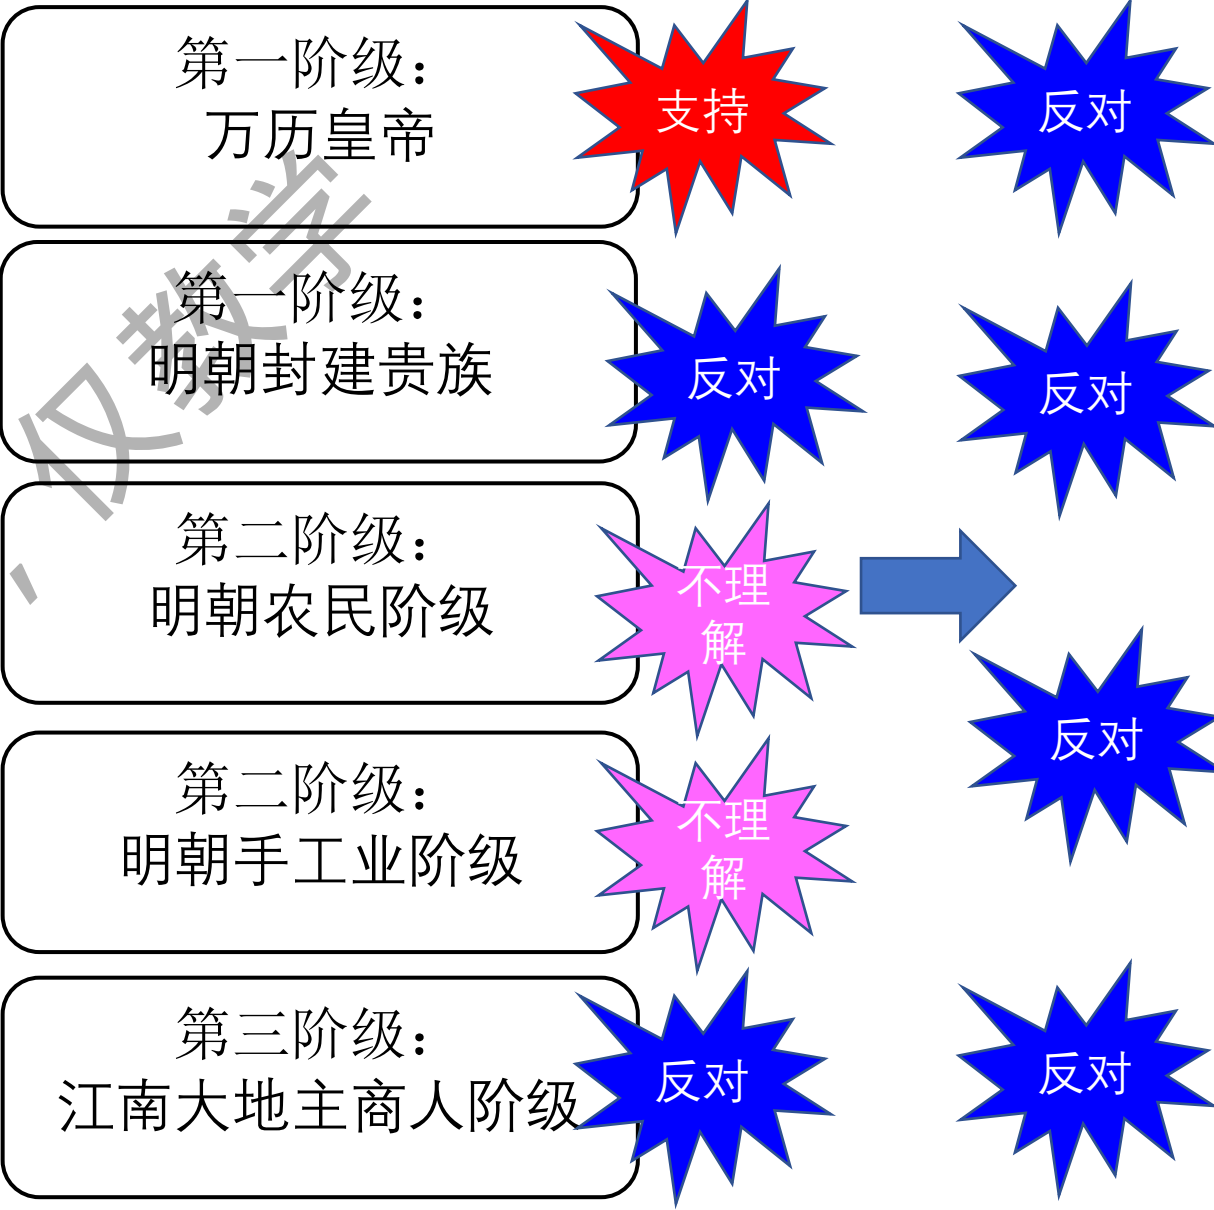 第一阶级：
万历皇帝
支持
反对
第一阶级：
明朝封建贵族
反对
反对
第二阶级：
明朝农民阶级
不理
解
反对
第二阶级：
明朝手工业阶级
不理
解
第三阶级：
江南大地主商人阶级
反对
反对
，仅教学